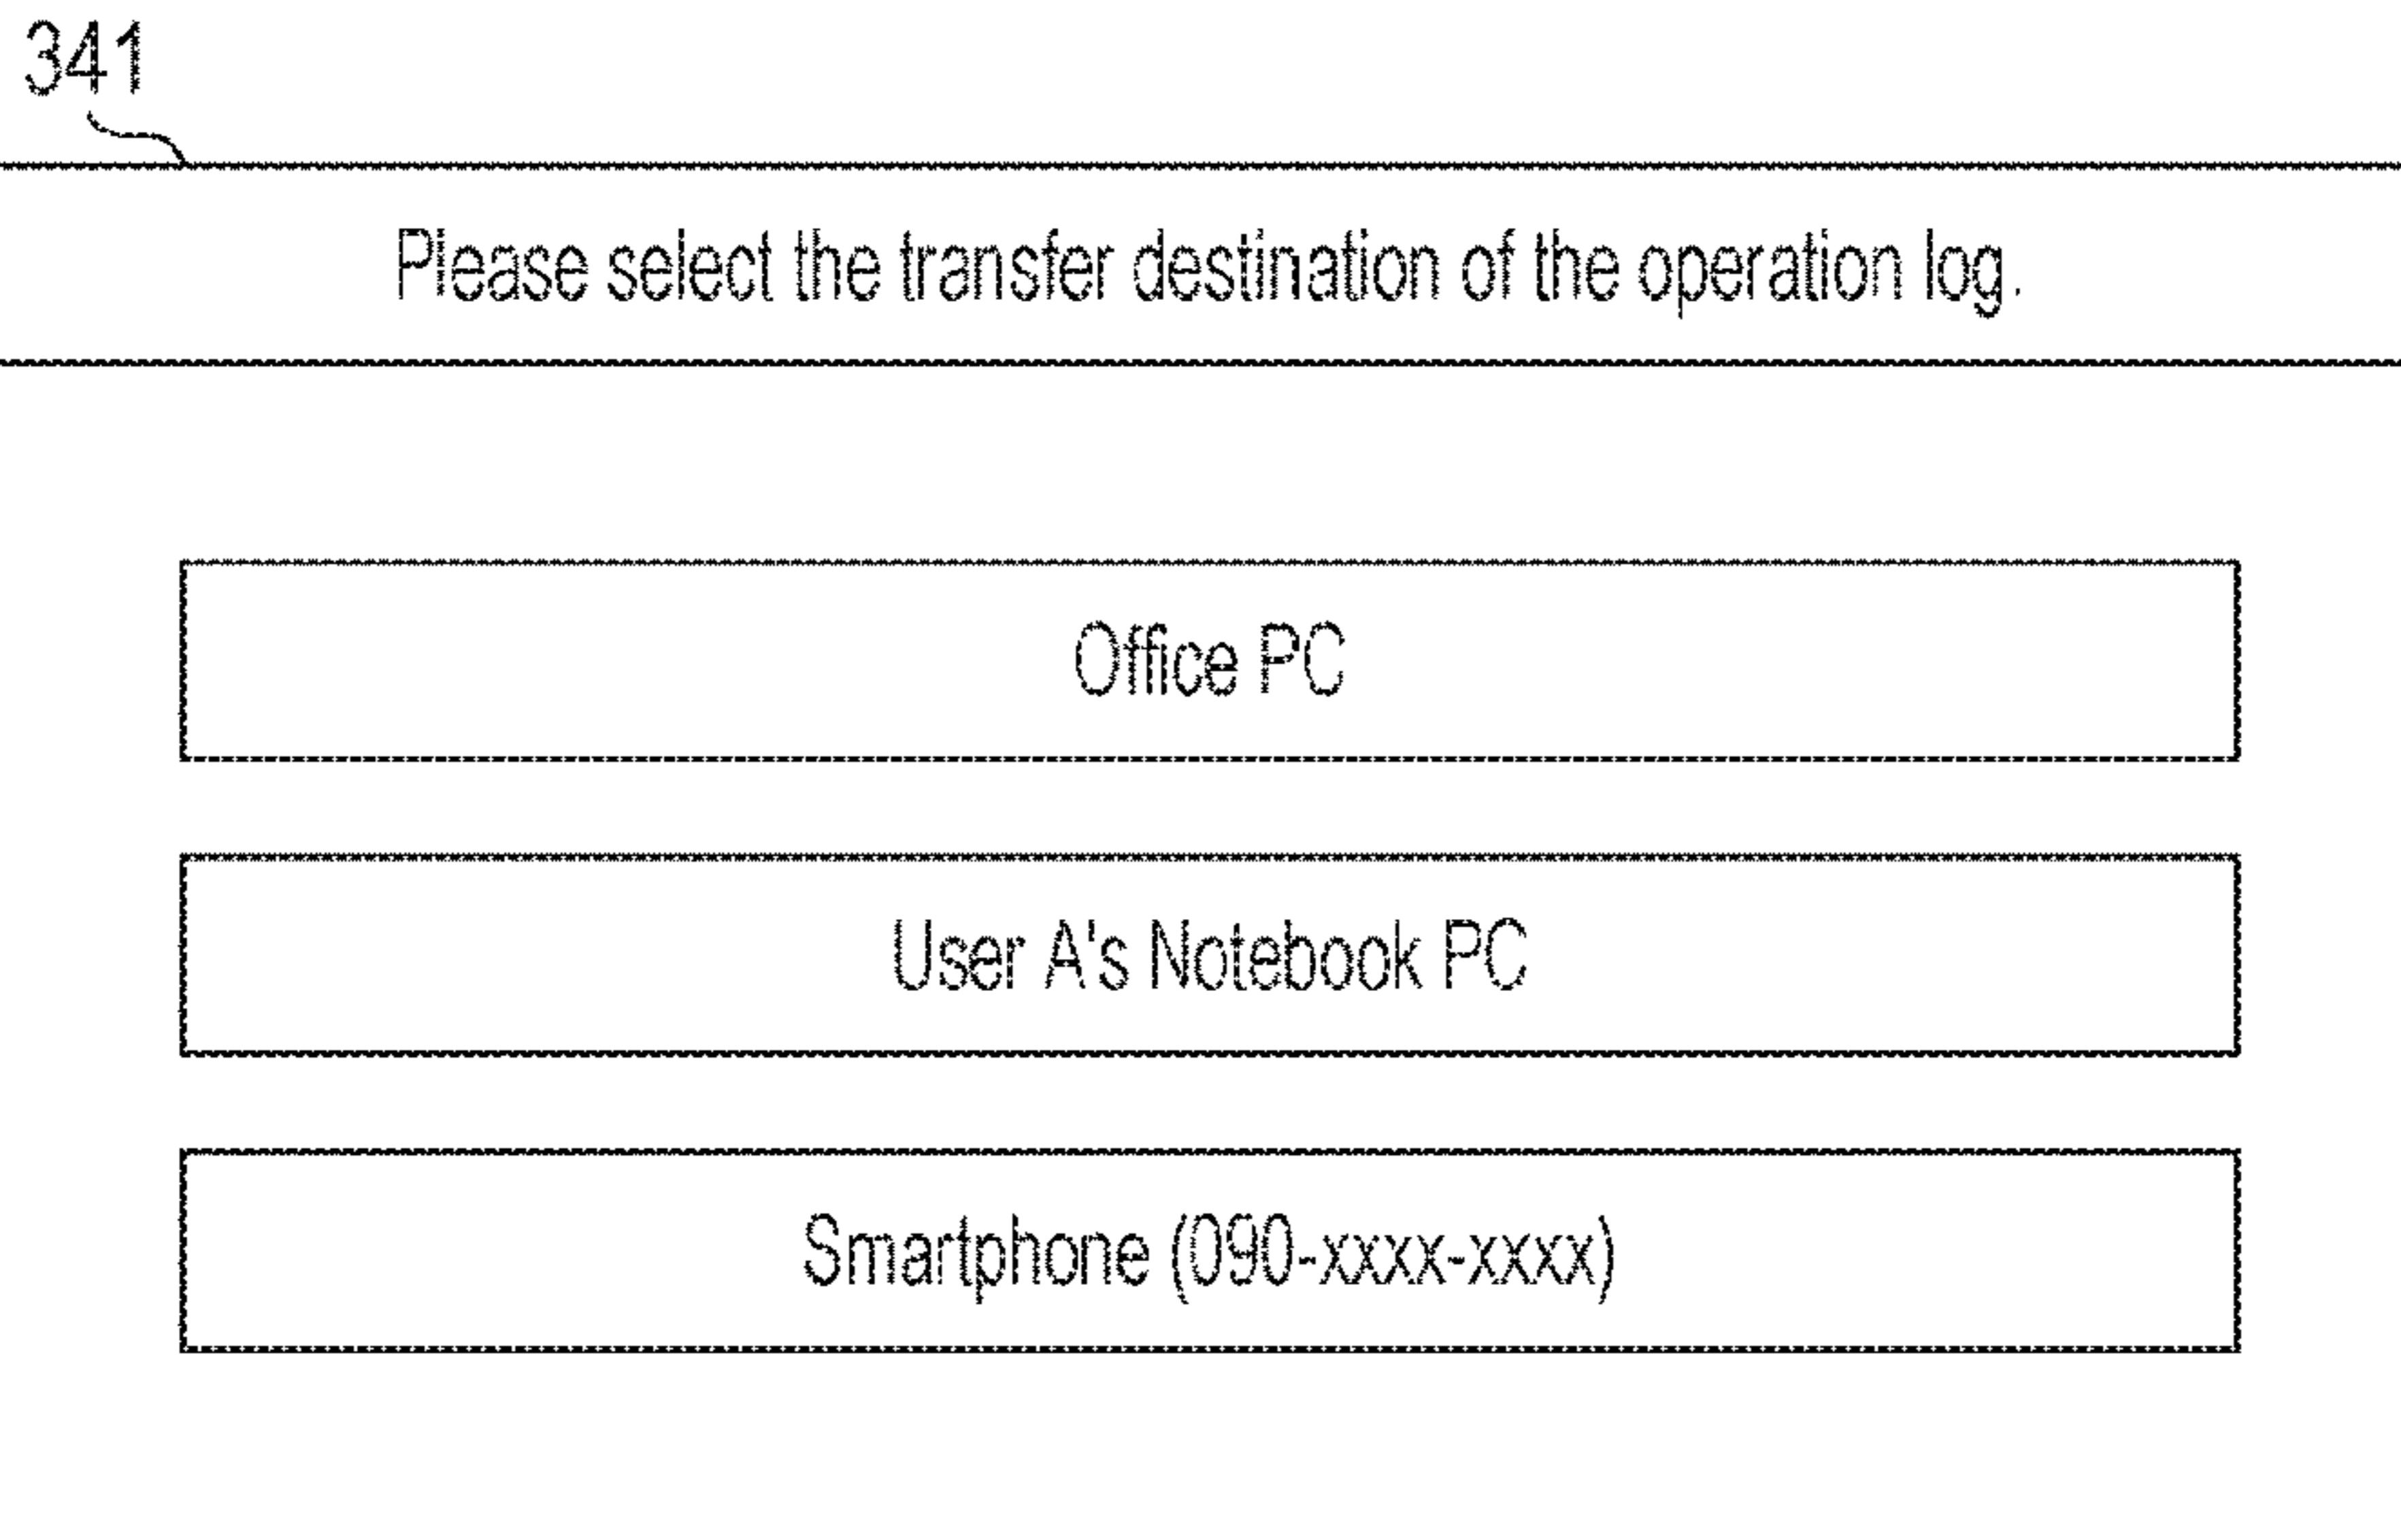 341
Please select the transfer destination of the operation log.
Office PC
User A's Notebook PC
Smartphone (090-xxxx-xxxx)